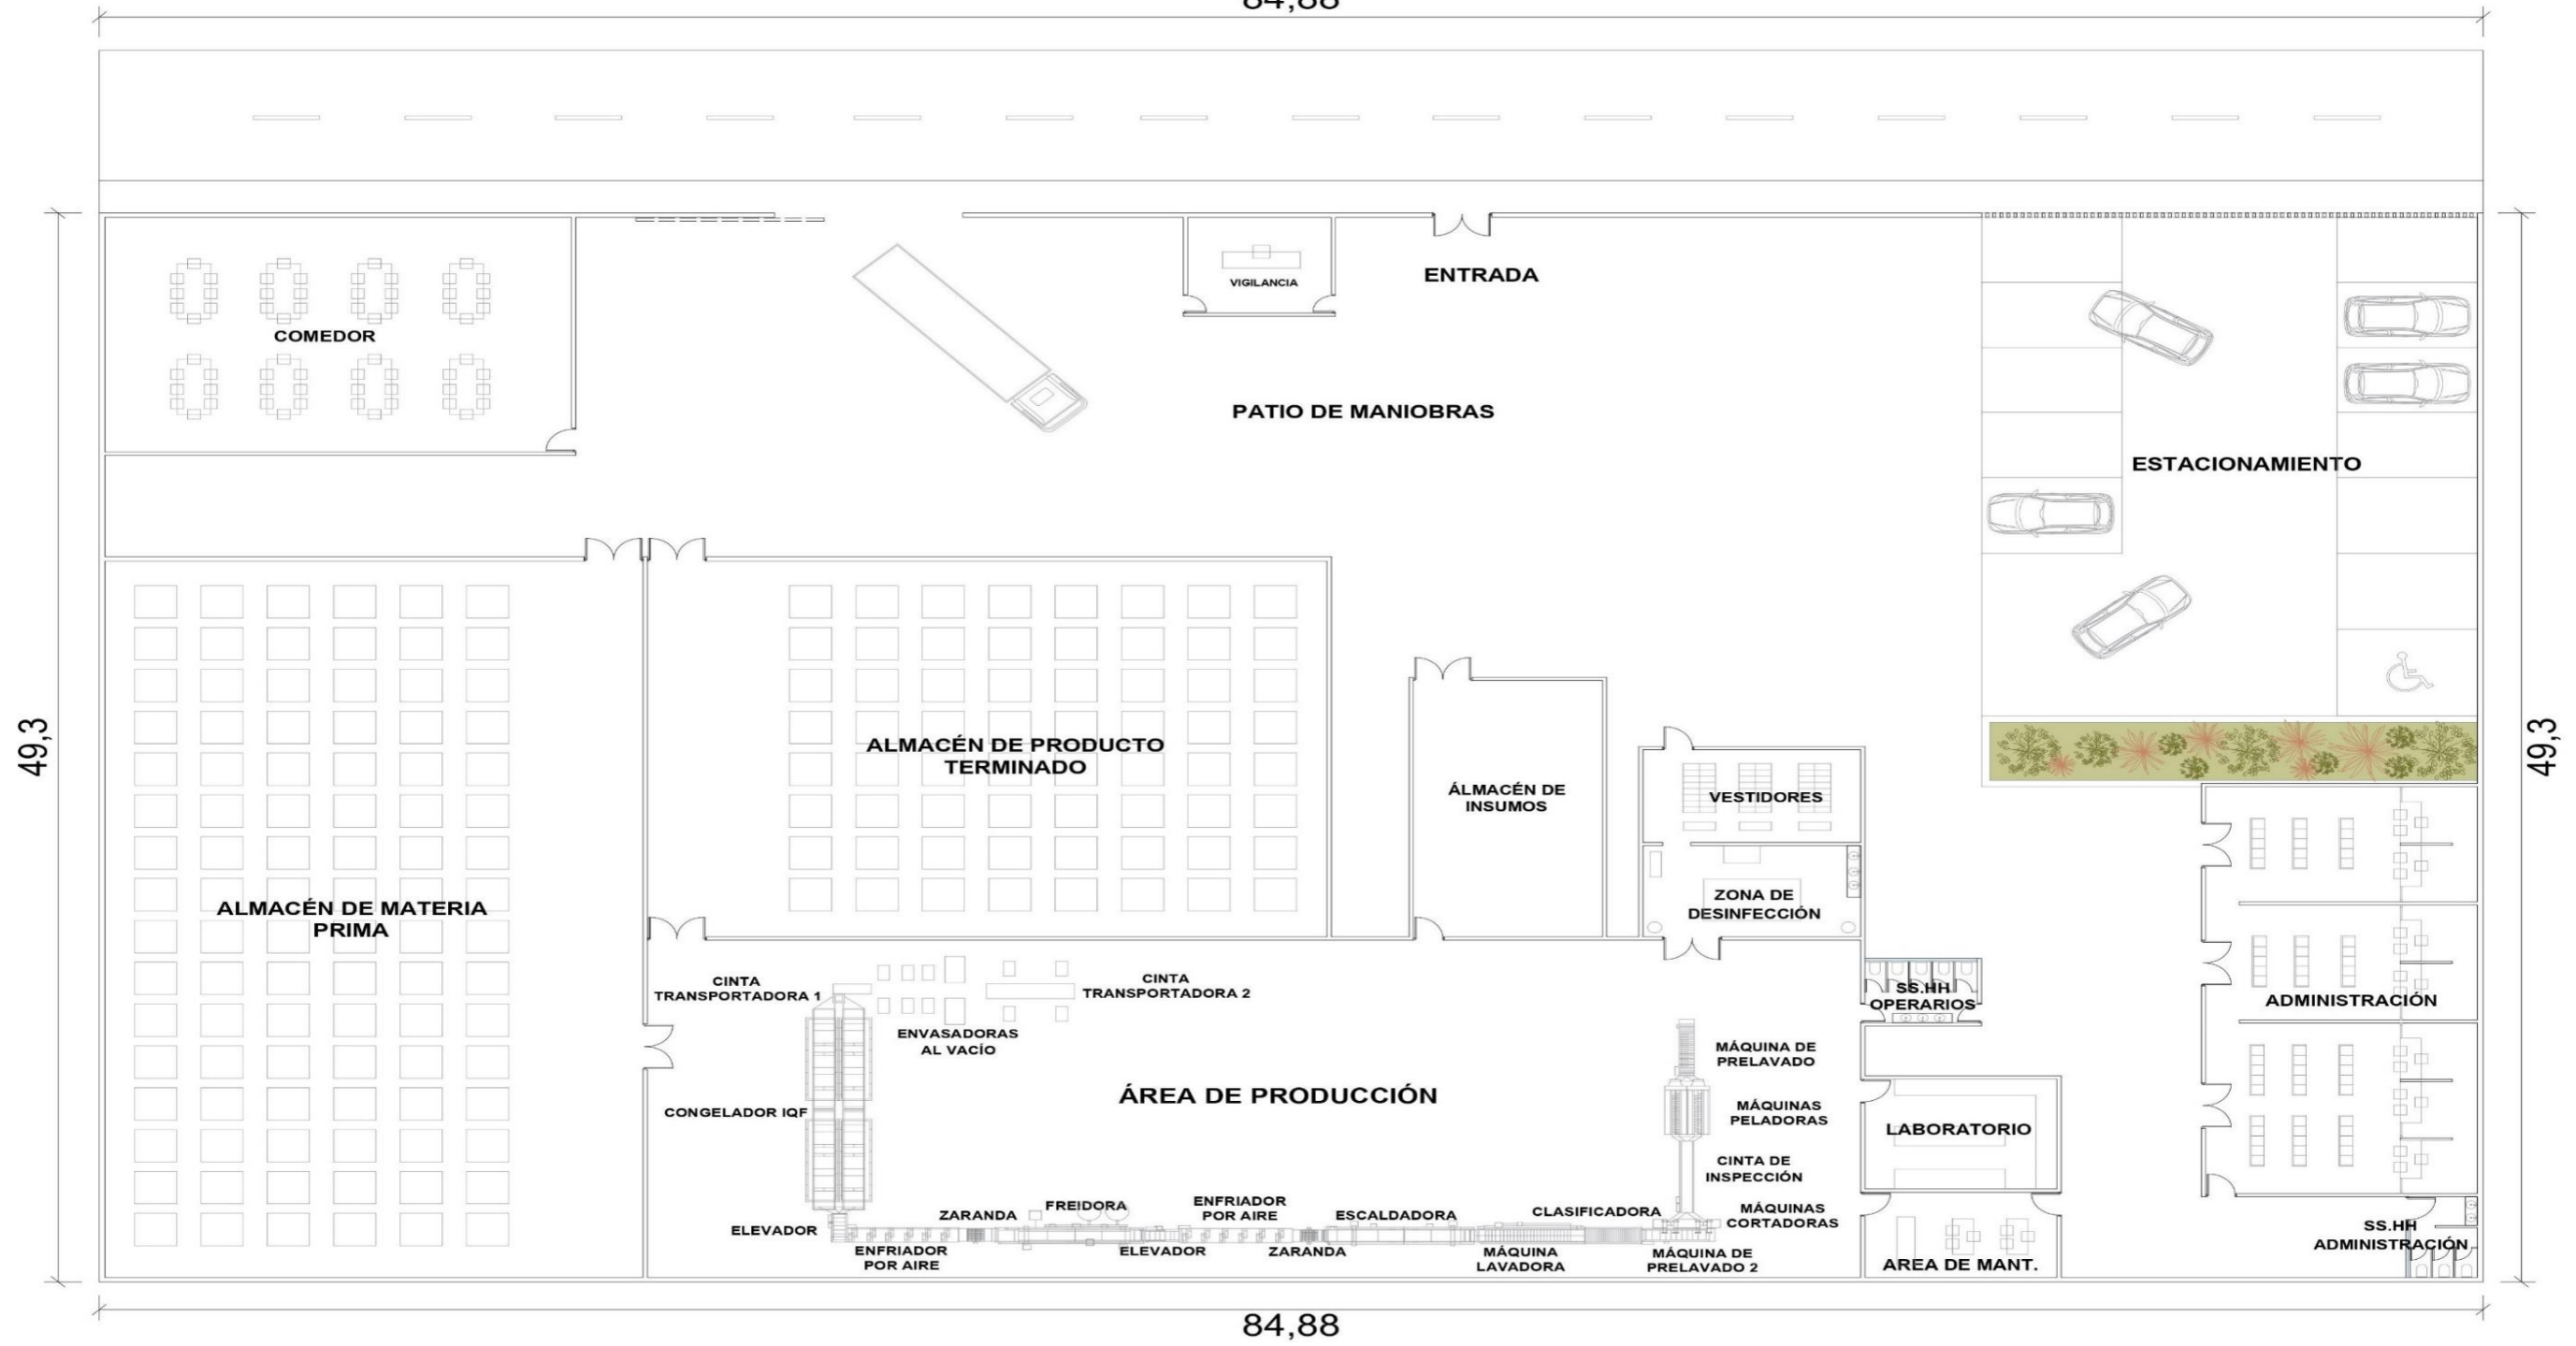 84,88
VIGILANCIA
ENTRADA
COMEDOR
PATIO DE MANIOBRAS
ESTACIONAMIENTO
49,3
49,3
ALMACÉN DE PRODUCTO
TERMINADO
ÁLMACÉN DE
INSUMOS
VESTIDORES
ZONA DE
DESINFECCIÓN
ALMACÉN DE MATERIA
PRIMA
CINTA
TRANSPORTADORA 1
CINTA
TRANSPORTADORA 2
ENVASADORAS
AL VACÍO
SS.HH
OPERARIOS
ADMINISTRACIÓN
MÁQUINA DE
PRELAVADO
ÁREA DE PRODUCCIÓN
CONGELADOR IQF
MÁQUINAS
PELADORAS
LABORATORIO
CINTA DE
INSPECCIÓN
MÁQUINAS
CORTADORAS
ELEVADOR
ZARANDA
FREIDORA
ENFRIADOR
POR AIRE
ESCALDADORA
CLASIFICADORA
ENFRIADOR
POR AIRE
ELEVADOR
ZARANDA
MÁQUINA
LAVADORA
MÁQUINA DE
PRELAVADO 2
AREA DE MANT.
SS.HH
ADMINISTRACIÓN
84,88